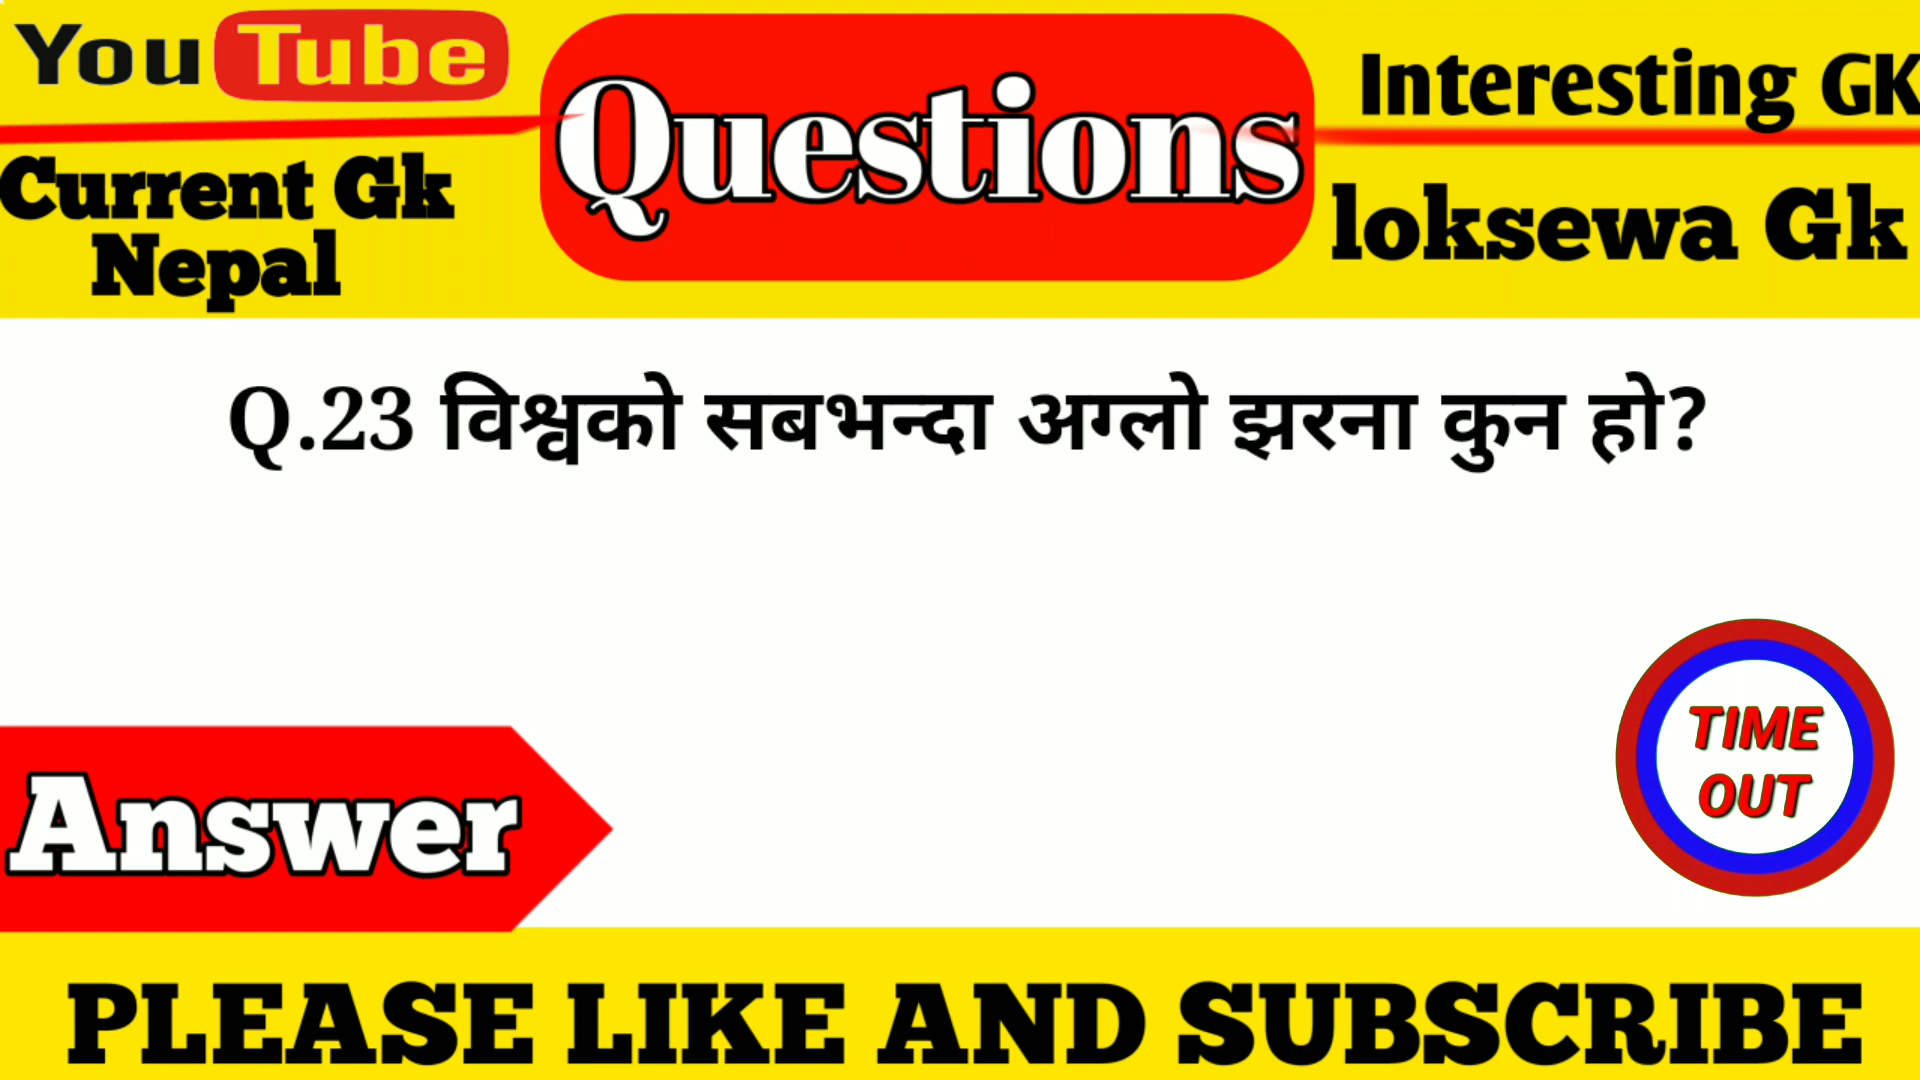 YouTube
Current Gk
Nepal
Questions
Interesting GK
loksewa Gk
Q.23 विश्वको सबभन्दा अग्लो झरना कुन हो?
TIME
OUT
Answer
PLEASE LIKE AND SUBSCRIBE